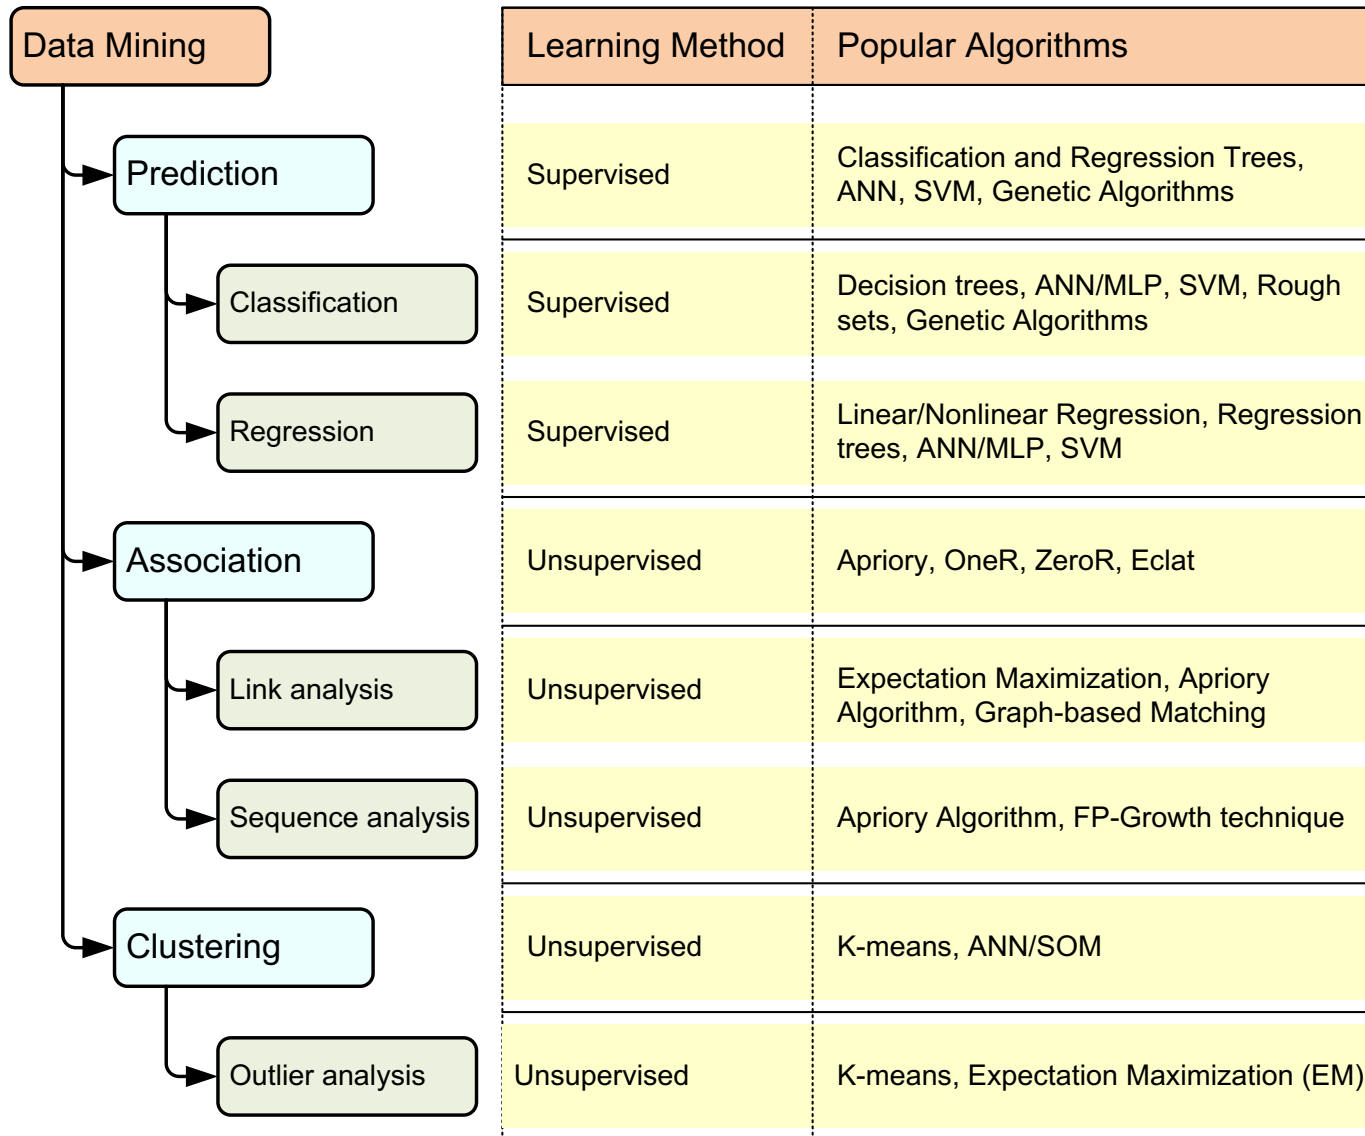 Data Mining
Learning Method
Popular Algorithms
Prediction
Supervised
Classification and Regression Trees,
ANN, SVM, Genetic Algorithms
Classification
Supervised
Decision trees, ANN/MLP, SVM, Rough
sets, Genetic Algorithms
Regression
Supervised
Linear/Nonlinear Regression, Regression
trees, ANN/MLP, SVM
Association
Unsupervised
Apriory, OneR, ZeroR, Eclat
Link analysis
Unsupervised
Expectation Maximization, Apriory
Algorithm, Graph-based Matching
Sequence analysis
Unsupervised
Apriory Algorithm, FP-Growth technique
Clustering
Unsupervised
K-means, ANN/SOM
Outlier analysis
Unsupervised
K-means, Expectation Maximization (EM)